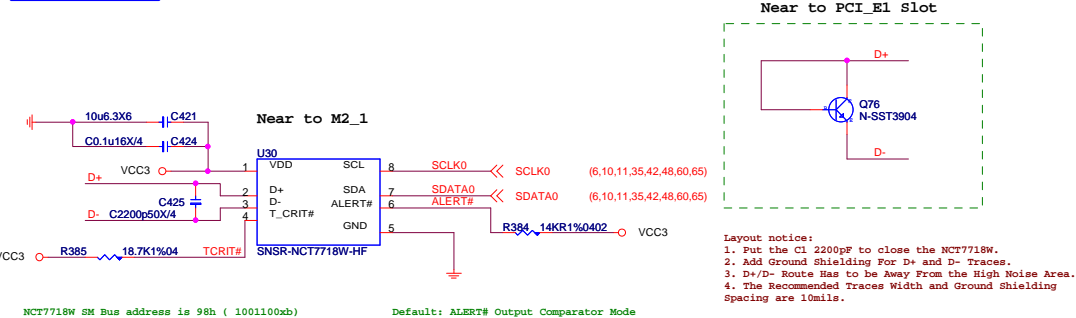 Near to PCI_E1 Slot
D+
Q76
N-SST3904
D-
10u6.3X6
C421
C0.1u16X/4
C424
Near to M2_1
U30
VCC3
1
VDD
SCL
8
SCLK0
SCLK0
(6,10,11,35,42,48,60,65)
D+
2
D+
SDA
7
SDATA0
SDATA0
(6,10,11,35,42,48,60,65)
C425
3
D-
ALERT#
6
ALERT#
D-
C2200p50X/4
4
T_CRIT#
GND
5
R384
14KR1%0402
VCC3
VCC3
R385
18.7K1%04
TCRIT#
SNSR-NCT7718W-HF
Layout notice:
1. Put the C1 2200pF to close the NCT7718W.
2. Add Ground Shielding For D+ and D- Traces.
3. D+/D- Route Has to be Away From the High Noise Area.
4. The Recommended Traces Width and Ground Shielding
Spacing are 10mils.
NCT7718W SM Bus address is 98h ( 1001100xb)
Default: ALERT# Output Comparator Mode